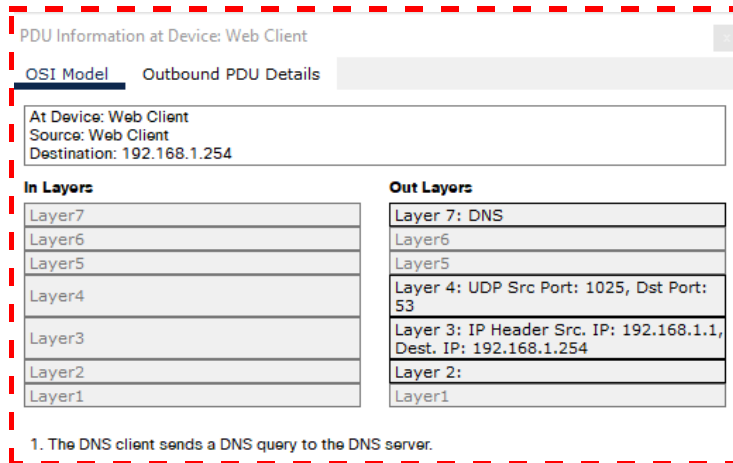 PDU Information at Device: Web Client
x
OSI Model Outbound PDU Details
At Device: Web Client
Source: Web Client
Destination: 192.168.1.254
In Layers
Layer7
Layer6
Layer5
Layer4
Layer3
Layer2
Layer1
Out Layers
Layer 7: DNS
Layer6
Layer5
Layer 4: UDP Src Port: 1025, Dst Port:
53
Layer 3: IP Header Src. IP: 192.168.1.1,
Dest. IP: 192.168.1.254
Layer 2:
Layer1
1. The DNS client sends a DNS query to the DNS server.